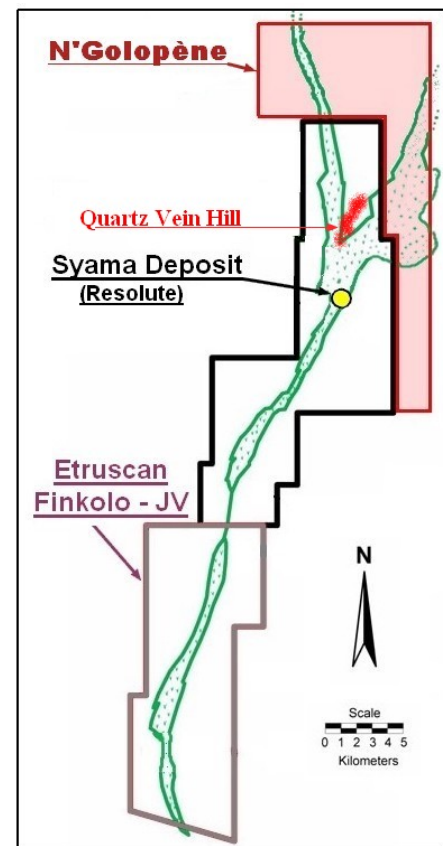 N'Golopène
Quartz Vein Hill
Syama Deposit
(Resolute)
Etruscan
Finkolo - JV
N
Scale
0 1 2 3 4 5
Kilometers